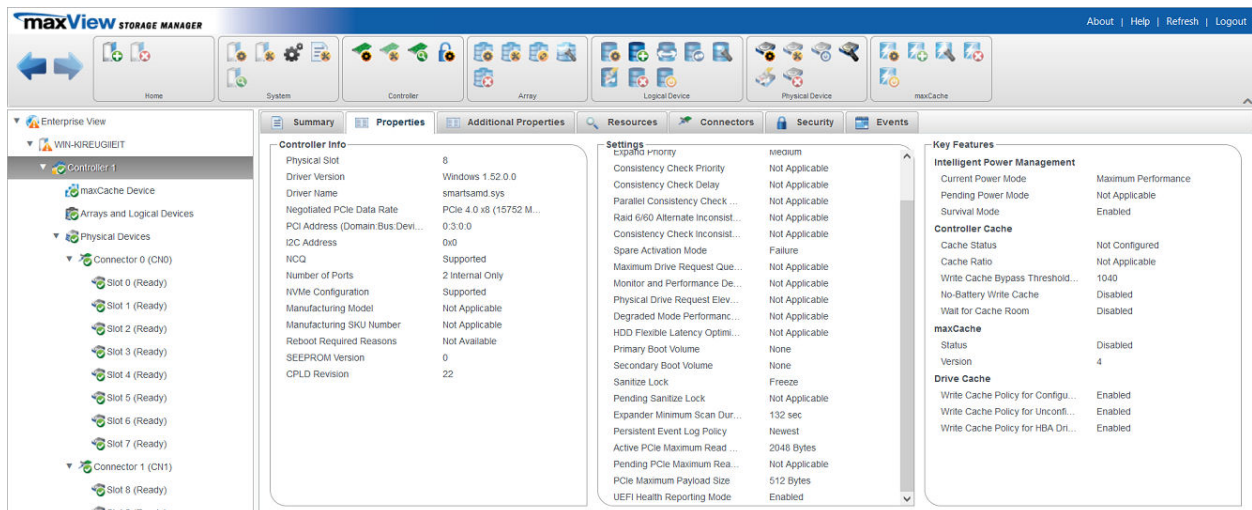 maxView STORAGE MANAGER
About | Help | Refresh | Logout
Home
System
Controller
Array
Logical Device
Physical Device
maxCache
Enterprise View
WIN-KIREUGIIEIT
Controller 1
maxCache Device
Arrays and Logical Devices
Physical Devices
Connector 0 (CN0)
Slot 0 (Ready)
Slot 1 (Ready)
Slot 2 (Ready)
Slot 3 (Ready)
Slot 4 (Ready)
Slot 5 (Ready)
Slot 6 (Ready)
Slot 7 (Ready)
Connector 1 (CN1)
Slot 8 (Ready)
Summary Properties Additional Properties Resources Connectors Security Events
Controller Info
Physical Slot 8
Driver Version Windows 1.52.0.0
Driver Name smartsamd.sys
Negotiated PCIe Data Rate PCIe 4.0 x8 (15752 M...
PCI Address (Domain:Bus:Devi... 0:3:0:0
I2C Address 0x0
NCQ Supported
Number of Ports 2 Internal Only
NVMe Configuration Supported
Manufacturing Model Not Applicable
Manufacturing SKU Number Not Applicable
Reboot Required Reasons Not Available
SEEPROM Version 0
CPLD Revision 22
Settings
Expand Priority Medium
Consistency Check Priority Not Applicable
Consistency Check Delay Not Applicable
Parallel Consistency Check ... Not Applicable
Raid 6/60 Alternate Inconsist... Not Applicable
Consistency Check Inconsist... Not Applicable
Spare Activation Mode Failure
Maximum Drive Request Que... Not Applicable
Monitor and Performance De... Not Applicable
Physical Drive Request Elev... Not Applicable
Degraded Mode Performanc... Not Applicable
HDD Flexible Latency Optimi... Not Applicable
Primary Boot Volume None
Secondary Boot Volume None
Sanitize Lock Freeze
Pending Sanitize Lock Not Applicable
Expander Minimum Scan Dur... 132 sec
Persistent Event Log Policy Newest
Active PCIe Maximum Read ... 2048 Bytes
Pending PCIe Maximum Rea... Not Applicable
PCIe Maximum Payload Size 512 Bytes
UEFI Health Reporting Mode Enabled
Key Features
Intelligent Power Management
Current Power Mode Maximum Performance
Pending Power Mode Not Applicable
Survival Mode Enabled
Controller Cache
Cache Status Not Configured
Cache Ratio Not Applicable
Write Cache Bypass Threshold... 1040
No-Battery Write Cache Disabled
Wait for Cache Room Disabled
maxCache
Status Disabled
Version 4
Drive Cache
Write Cache Policy for Configu... Enabled
Write Cache Policy for Unconfi... Enabled
Write Cache Policy for HBA Dri... Enabled